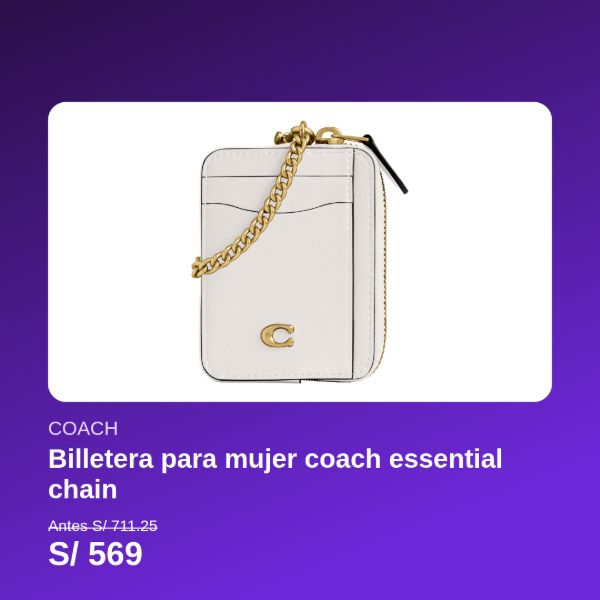 COACH
Billetera para mujer coach essential
chain
Antes S/ 711.25
S/ 569